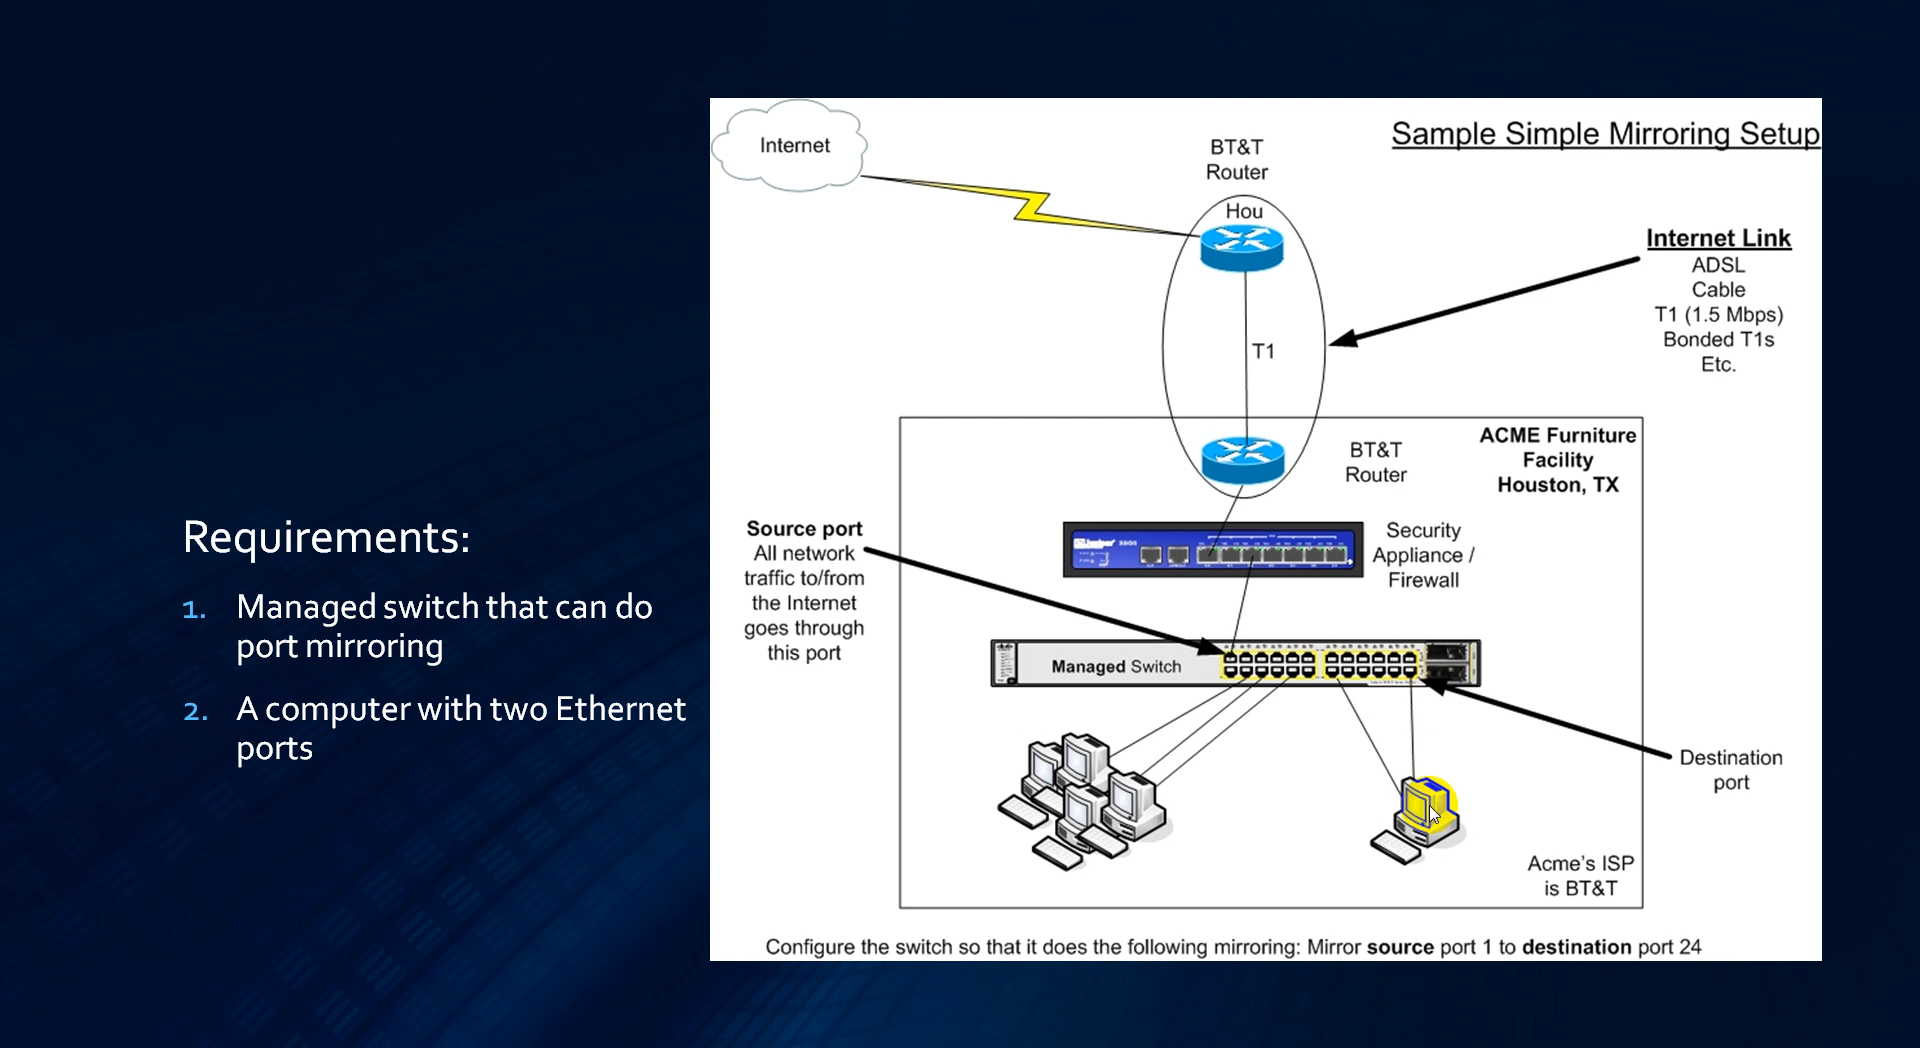 Requirements:
1. Managed switch that can do
port mirroring
2. A computer with two Ethernet
ports
Sample Simple Mirroring Setup
Internet
BT&T
Router
Hou
Internet Link
ADSL
Cable
T1 (1.5 Mbps)
Bonded T1s
Etc.
T1
ACME Furniture
Facility
Houston, TX
BT&T
Router
Source port
All network
traffic to/from
the Internet
goes through
this port
Security
Appliance /
Firewall
Juniper
Managed Switch
Destination
port
Acme's ISP
is BT&T
Configure the switch so that it does the following mirroring: Mirror source port 1 to destination port 24